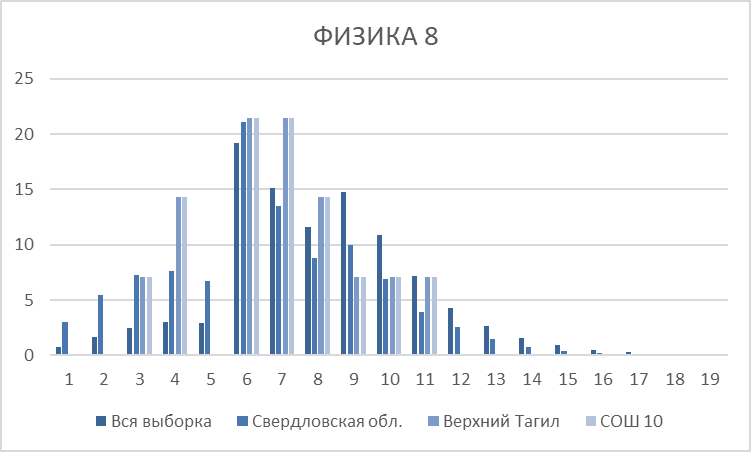 ФИЗИКА 8
25
20
15
10
5
0
1 2 3 4 5 6 7 8 9 10 11 12 13 14 15 16 17 18 19
Вся выборка Свердловская обл. Верхний Тагил СОШ 10